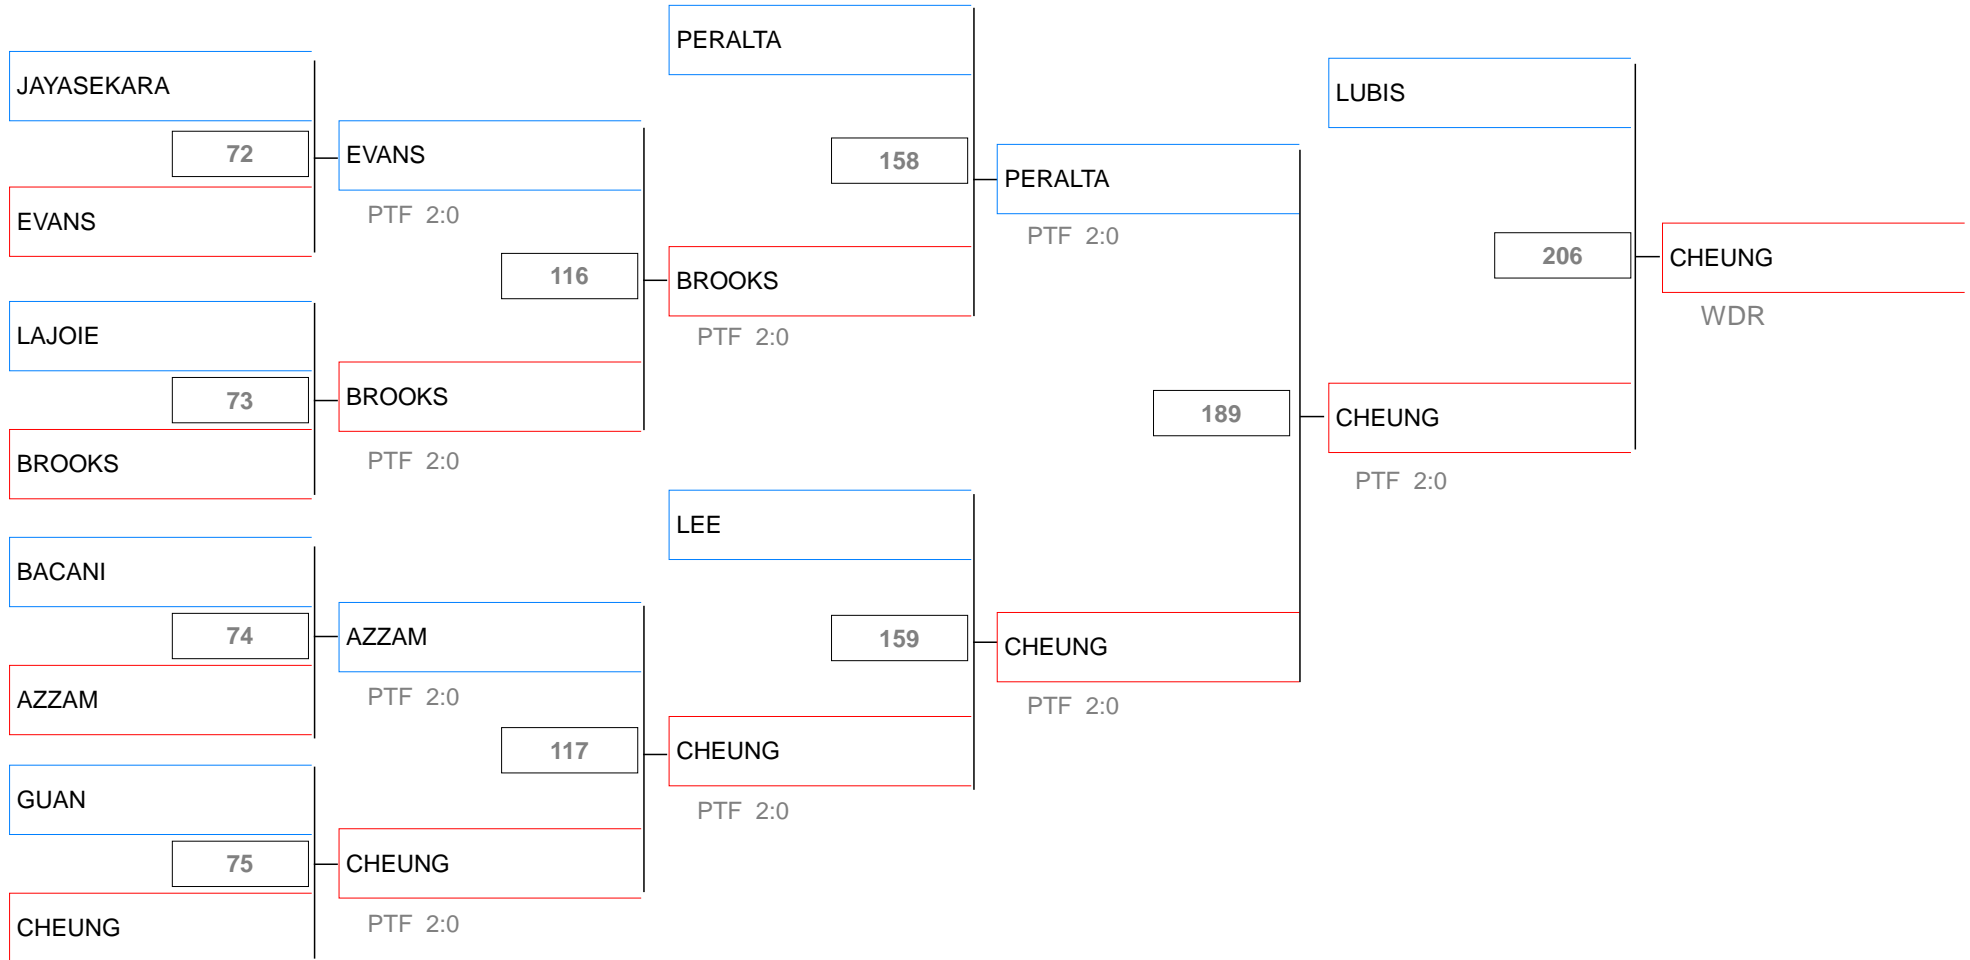 JAYASEKARA
72
EVANS
LAJOIE
73
BROOKS
BACANI
74
AZZAM
GUAN
75
CHEUNG
EVANS
PTF 2:0
116
BROOKS
PTF 2:0
AZZAM
PTF 2:0
117
CHEUNG
PTF 2:0
PERALTA
158
BROOKS
PTF 2:0
LEE
159
CHEUNG
PTF 2:0
PERALTA
PTF 2:0
189
CHEUNG
PTF 2:0
LUBIS
206
CHEUNG
PTF 2:0
CHEUNG
WDR